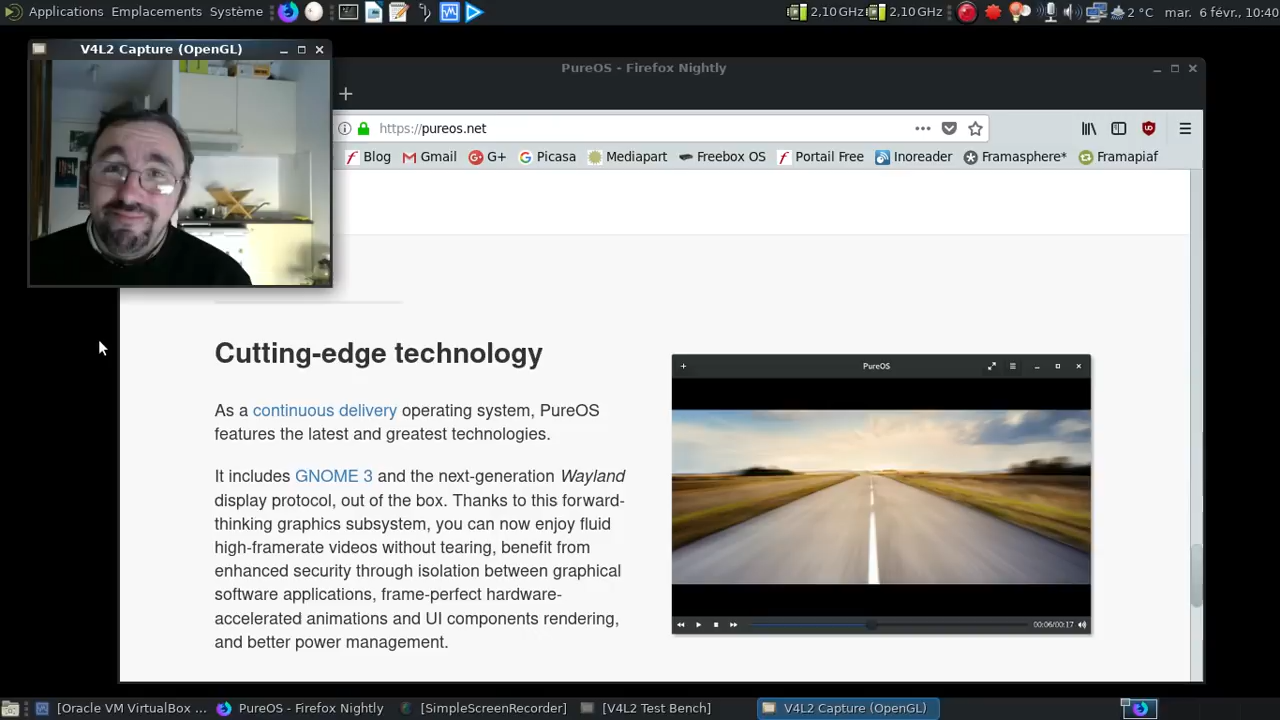 Applications Emplacements Système 2,10 GHz 2,10 GHz 2 °C mar. 6 févr., 10:40
V4L2 Capture (OpenGL)
PureOS - Firefox Nightly
https://pureos.net
Blog Gmail G+ Picasa Mediapart Freebox OS Portail Free Inoreader Framasphere* Framapiaf
Cutting-edge technology
As a continuous delivery operating system, PureOS
features the latest and greatest technologies.
It includes GNOME 3 and the next-generation Wayland
display protocol, out of the box. Thanks to this forward-
thinking graphics subsystem, you can now enjoy fluid
high-framerate videos without tearing, benefit from
enhanced security through isolation between graphical
software applications, frame-perfect hardware-
accelerated animations and UI components rendering,
and better power management.
PureOS
00:06/00:17
[Oracle VM VirtualBox ... PureOS - Firefox Nightly [SimpleScreenRecorder] [V4L2 Test Bench] V4L2 Capture (OpenGL)